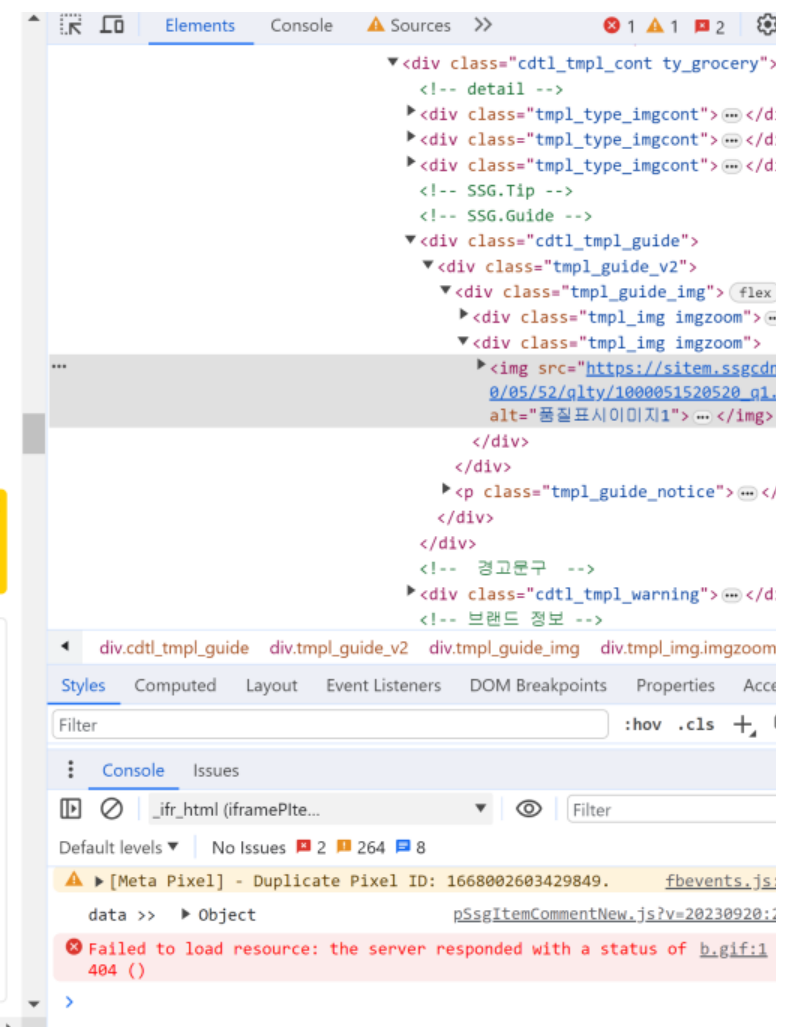 Elements Console Sources >> 1 1 2
<div class="cdtl_tmpl_cont ty_grocery">
<!-- detail -->
<div class="tmpl_type_imgcont">…</d
<div class="tmpl_type_imgcont">…</d
<div class="tmpl_type_imgcont">…</d
<!-- SSG.Tip -->
<!-- SSG.Guide -->
<div class="cdtl_tmpl_guide">
<div class="tmpl_guide_v2">
<div class="tmpl_guide_img"> flex
<div class="tmpl_img imgzoom">
<div class="tmpl_img imgzoom">
… <img src="https://sitem.ssgcdn
0/05/52/qlty/1000051520520_q1.
alt="품질표시이미지1">…</img>
</div>
</div>
<p class="tmpl_guide_notice">…</
</div>
</div>
<!-- 경고문구 -->
<div class="cdtl_tmpl_warning">…</d
<!-- 브랜드 정보 -->
div.cdtl_tmpl_guide div.tmpl_guide_v2 div.tmpl_guide_img div.tmpl_img.imgzoom
Styles Computed Layout Event Listeners DOM Breakpoints Properties Acce
Filter :hov .cls +
Console Issues
_ifr_html (iframePIte... Filter
Default levels No Issues 2 264 8
[Meta Pixel] - Duplicate Pixel ID: 1668002603429849. fbevents.js:
data >> Object pSsgItemCommentNew.js?v=20230920:2
Failed to load resource: the server responded with a status of b.gif:1
404 ()
>